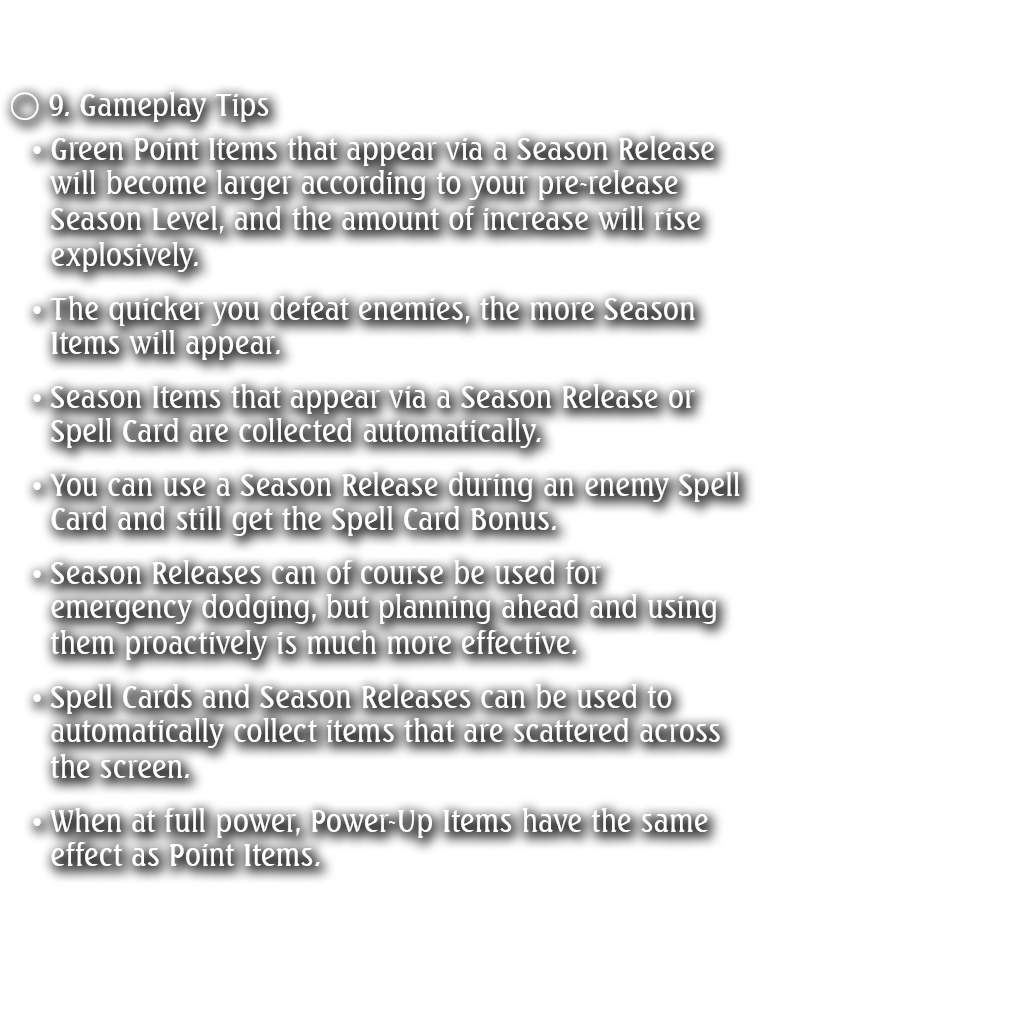 ○ 9. Gameplay Tips
• Green Point Items that appear via a Season Release
will become larger according to your pre-release
Season Level, and the amount of increase will rise
explosively.
• The quicker you defeat enemies, the more Season
Items will appear.
• Season Items that appear via a Season Release or
Spell Card are collected automatically.
• You can use a Season Release during an enemy Spell
Card and still get the Spell Card Bonus.
• Season Releases can of course be used for
emergency dodging, but planning ahead and using
them proactively is much more effective.
• Spell Cards and Season Releases can be used to
automatically collect items that are scattered across
the screen.
• When at full power, Power-Up Items have the same
effect as Point Items.